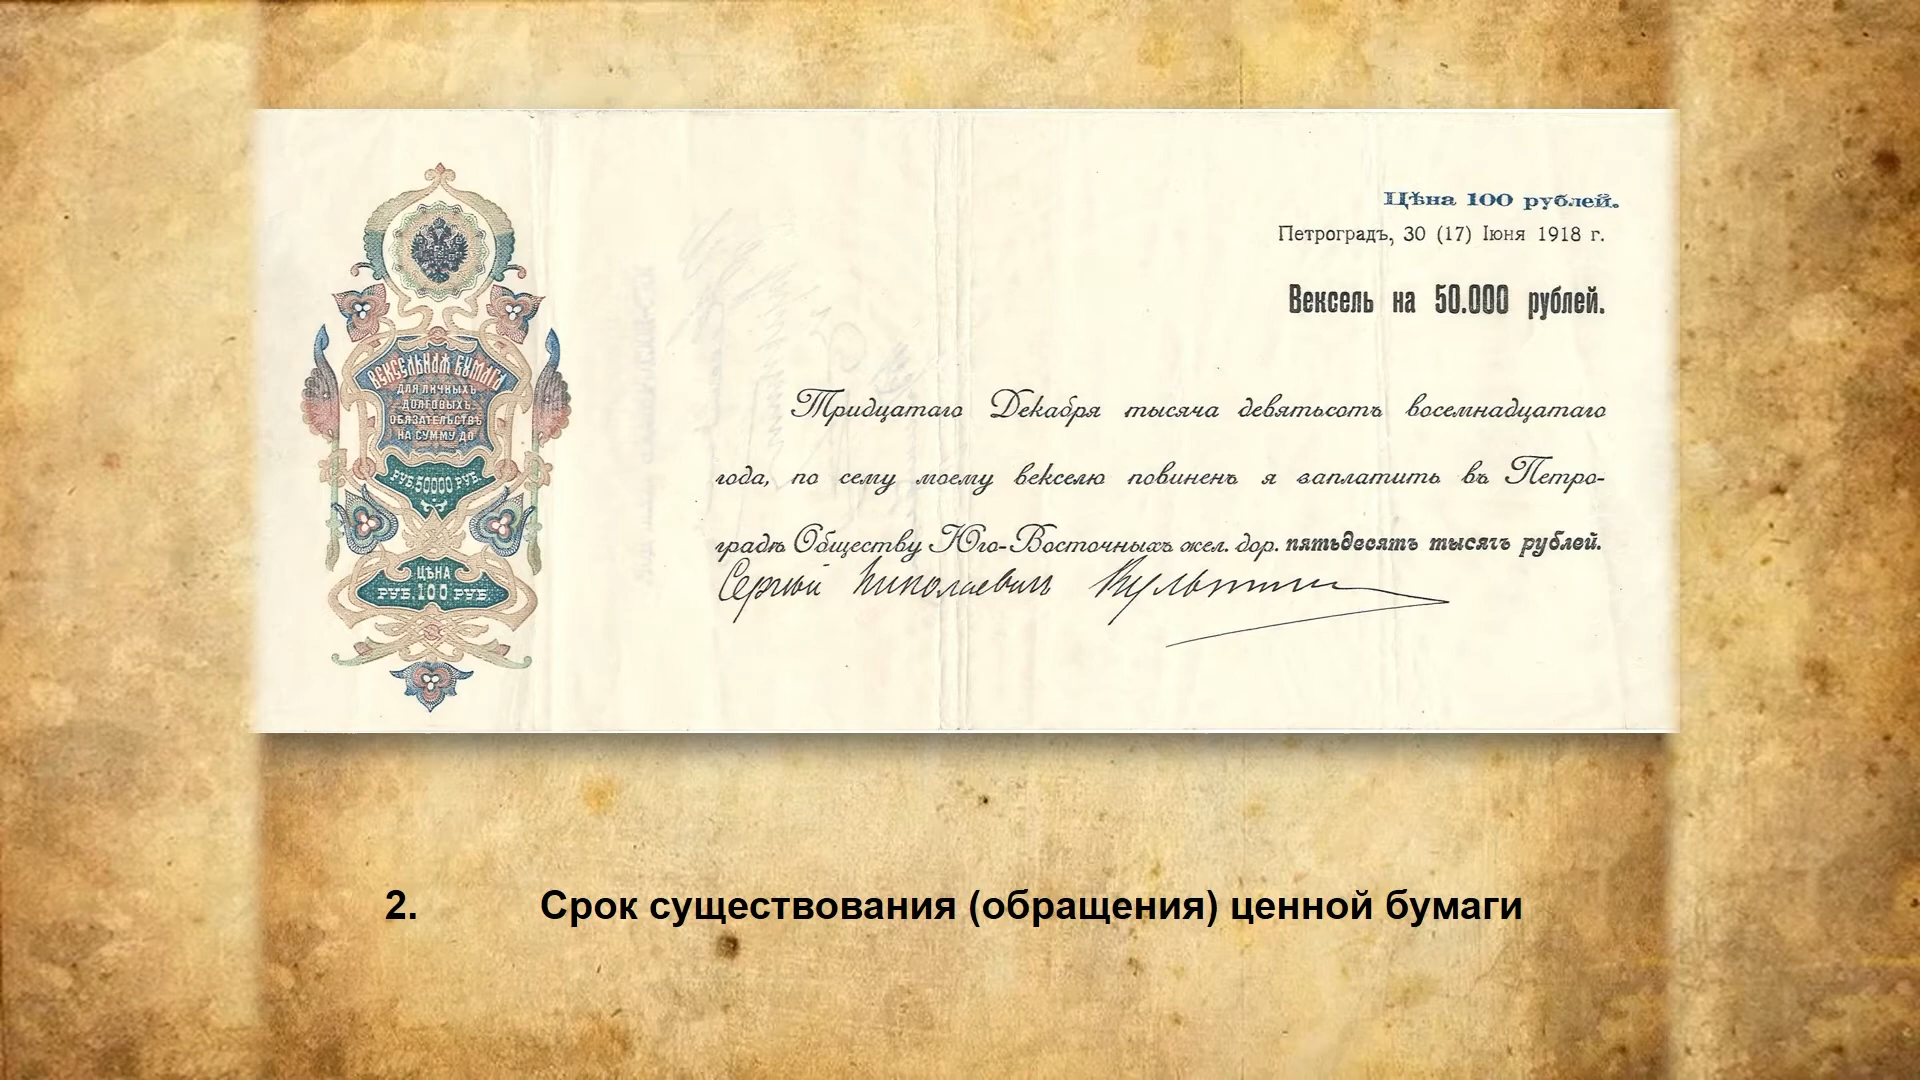 ВЕКСЕЛЬНАЯ БУМАГА
ДЛЯ ЛИЧНЫХЪ
ДОЛГОВЫХЪ
ОБЯЗАТЕЛЬСТВЪ
НА СУММУ ДО
РУБ. 50000 РУБ.
ЦѢНА
РУБ. 100 РУБ.
Цѣна 100 рублей.
Петроградъ, 30 (17) Іюня 1918 г.
Вексель на 50.000 рублей.
Тридцатаго Декабря тысяча девятьсотъ восемнадцатаго
года, по сему моему векселю повиненъ я заплатить въ Петро-
градѣ Обществу Юго-Восточныхъ жел. дор. пятьдесятъ тысячъ рублей.
Сергѣй Николаевичъ
2. Срок существования (обращения) ценной бумаги